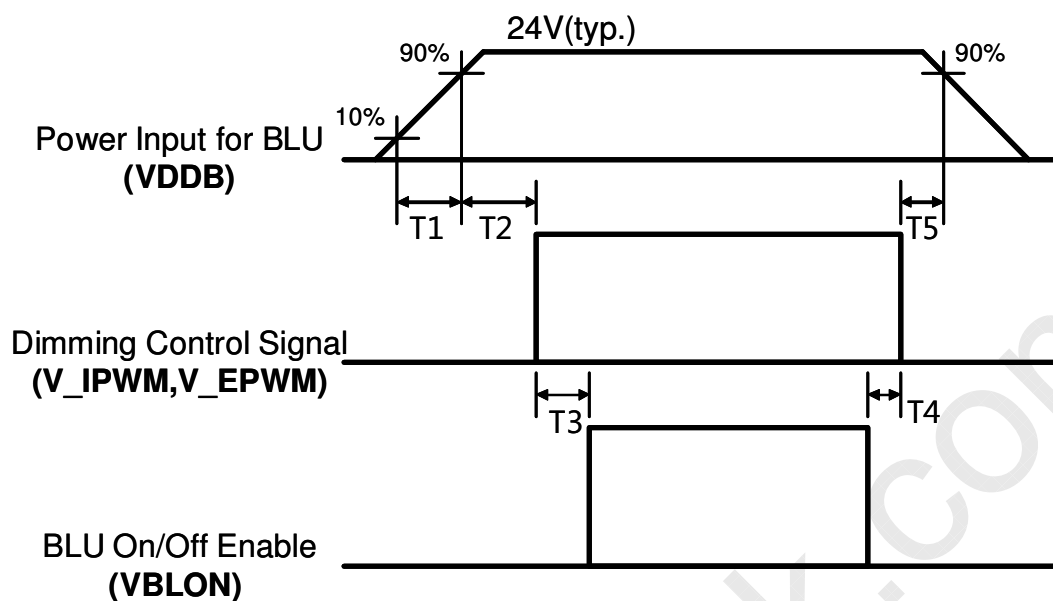 24V(typ.)
90%
90%
10%
Power Input for BLU
(VDDB)
T1
T2
T5
Dimming Control Signal
(V_IPWM,V_EPWM)
T3
T4
BLU On/Off Enable
(VBLON)
k.com